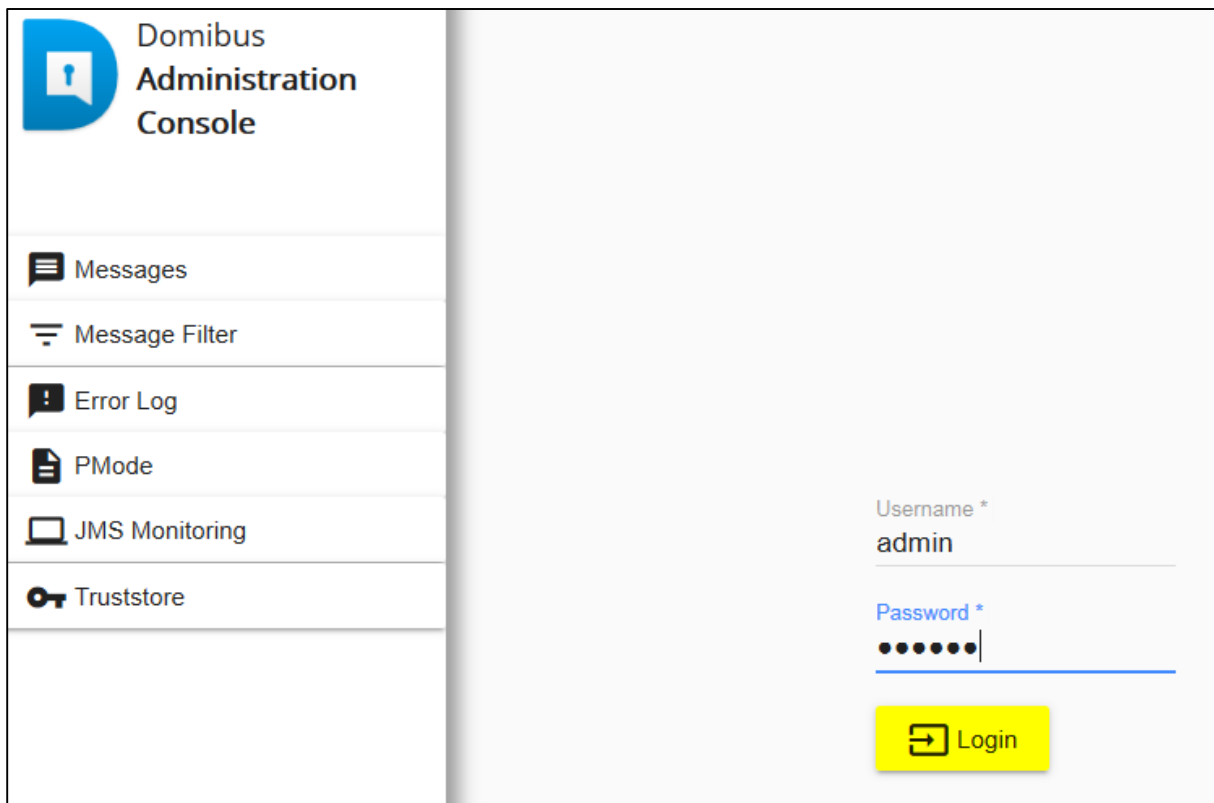 Domibus
Administration
Console
Messages
Message Filter
Error Log
PMode
JMS Monitoring
Truststore
Username *
admin
Password *
••••••
Login